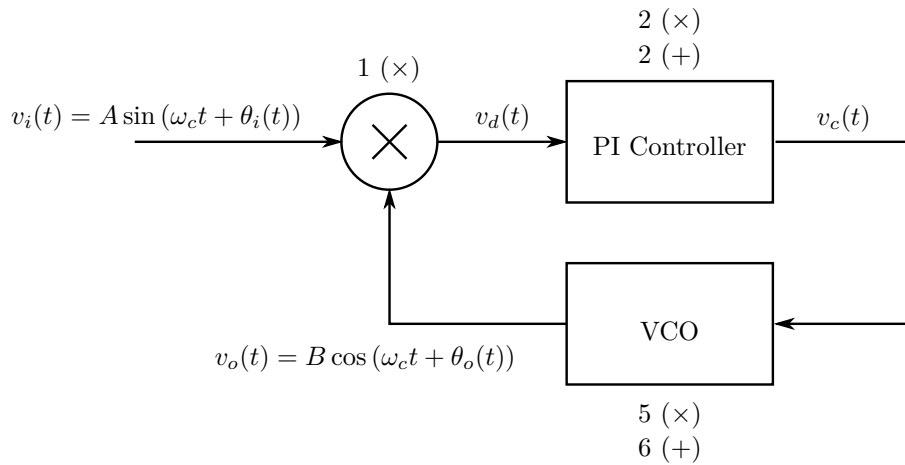 2 (×)
2 (+)
1 (×)
v_i(t) = A sin (ω_c t + θ_i(t))
v_d(t)
PI Controller
v_c(t)
VCO
v_o(t) = B cos (ω_c t + θ_o(t))
5 (×)
6 (+)